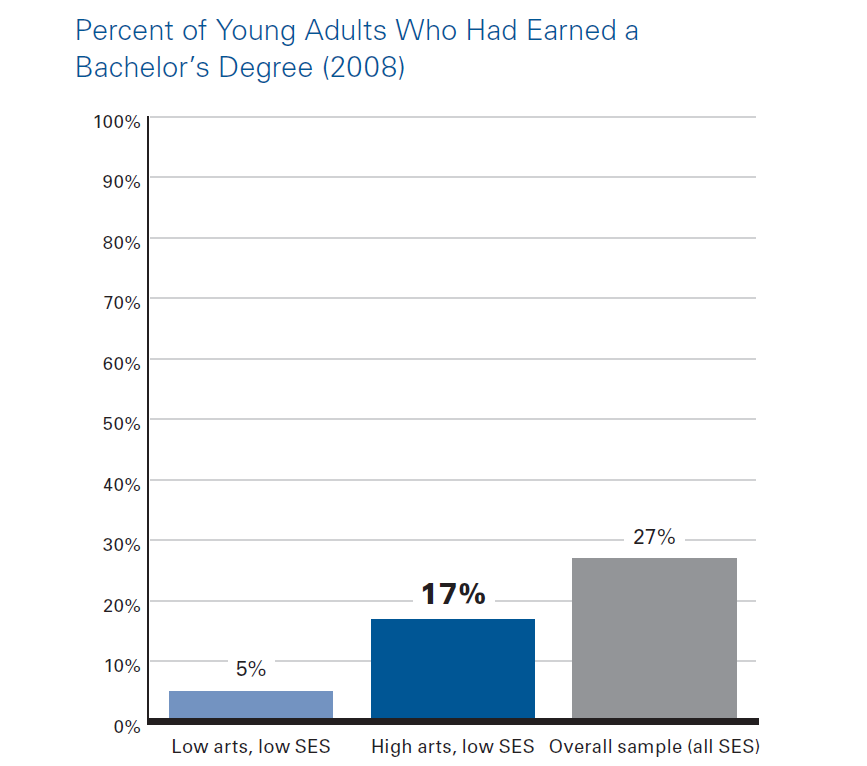 Percent of Young Adults Who Had Earned a
Bachelor’s Degree (2008)
100%
90%
80%
70%
60%
50%
40%
30%
20%
10%
0%
5%
17%
27%
Low arts, low SES
High arts, low SES
Overall sample (all SES)